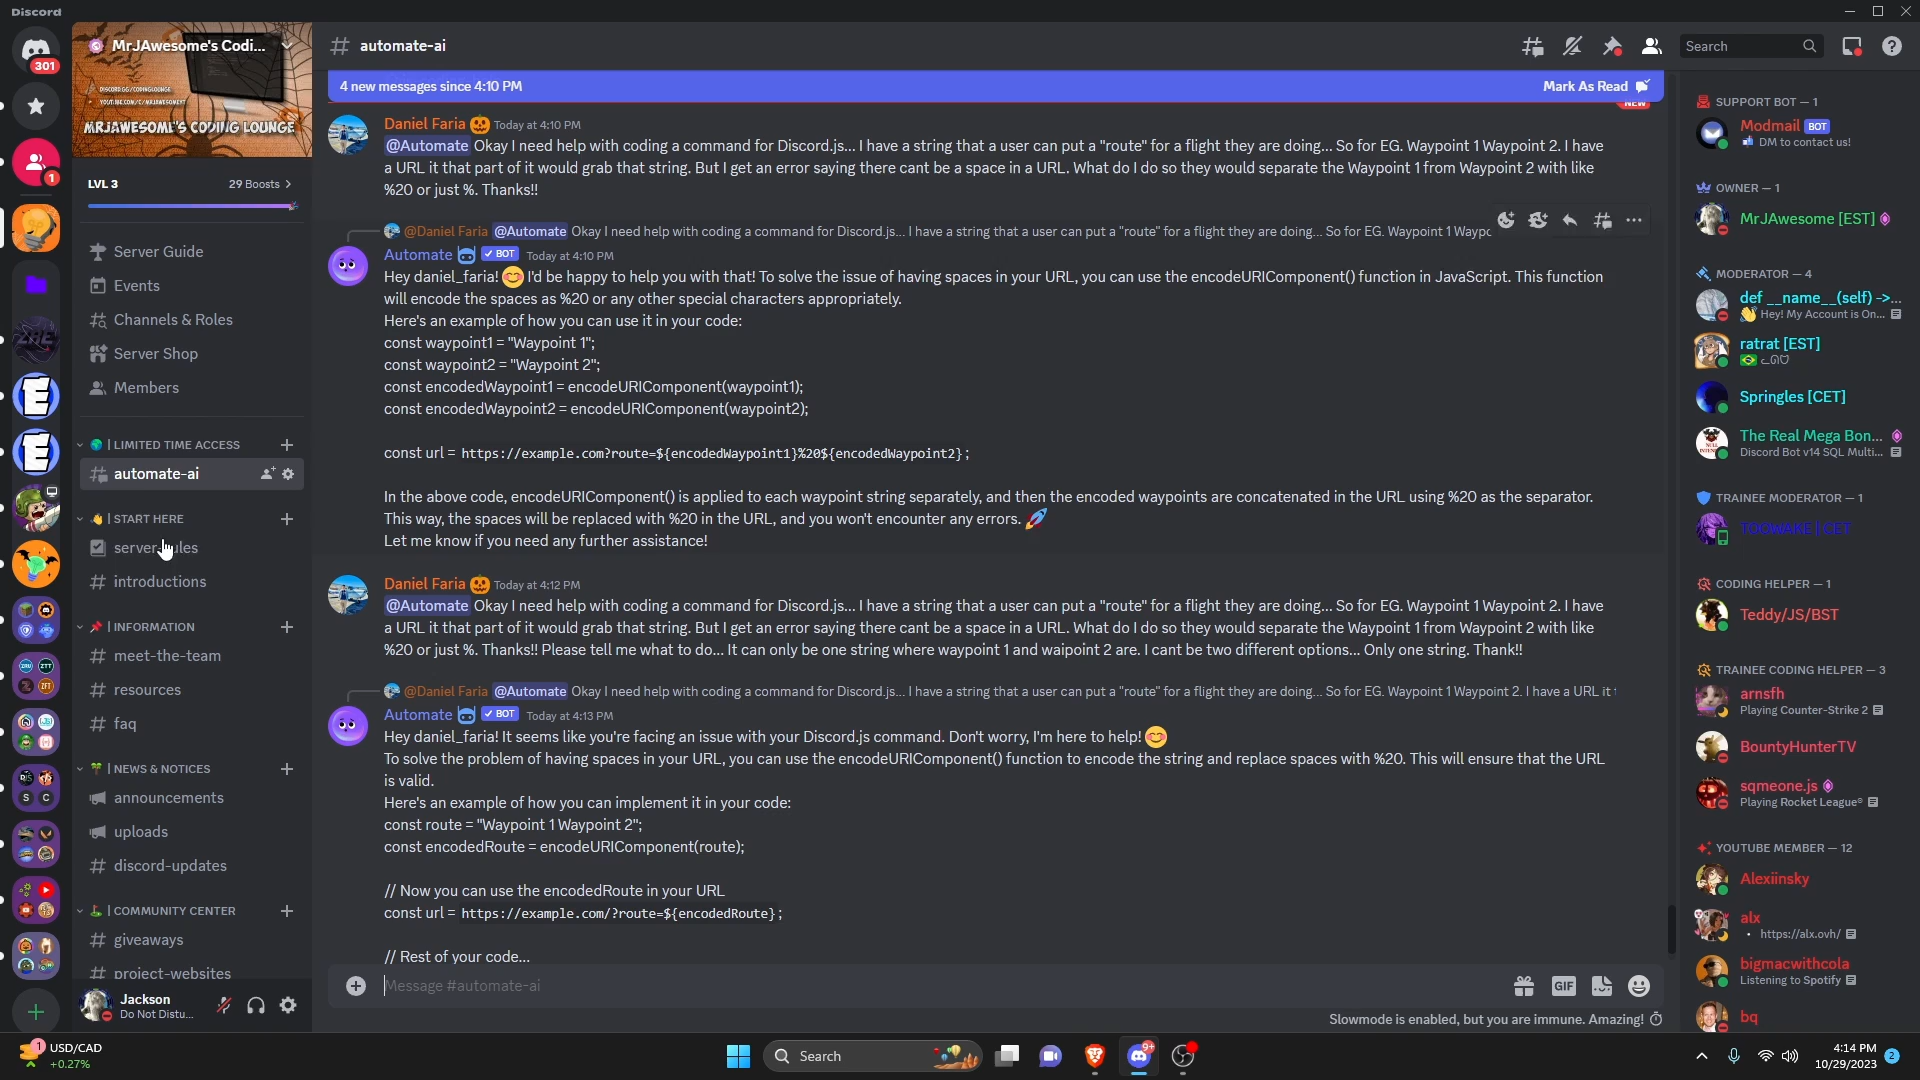 Discord
301
1
MrJAwesome's Codi...
DISCORD.GG/CODINGLOUNGE
YOUTUBE.COM/C/MRJAWESOMEYT
MRJAWESOME'S CODING LOUNGE
LVL 3
29 Boosts
Server Guide
Events
Channels & Roles
Server Shop
Members
| LIMITED TIME ACCESS
automate-ai
| START HERE
server-rules
introductions
| INFORMATION
meet-the-team
resources
faq
| NEWS & NOTICES
announcements
uploads
discord-updates
| COMMUNITY CENTER
giveaways
project-websites
Jackson
Do Not Distu...
automate-ai
Search
4 new messages since 4:10 PM
Mark As Read
NEW
Daniel Faria Today at 4:10 PM
@Automate Okay I need help with coding a command for Discord.js... I have a string that a user can put a "route" for a flight they are doing... So for EG. Waypoint 1 Waypoint 2. I have
a URL it that part of it would grab that string. But I get an error saying there cant be a space in a URL. What do I do so they would separate the Waypoint 1 from Waypoint 2 with like
%20 or just %. Thanks!!
@Daniel Faria @Automate Okay I need help with coding a command for Discord.js... I have a string that a user can put a "route" for a flight they are doing... So for EG. Waypoint 1 Waypo
Automate BOT Today at 4:10 PM
Hey daniel_faria! I'd be happy to help you with that! To solve the issue of having spaces in your URL, you can use the encodeURIComponent() function in JavaScript. This function
will encode the spaces as %20 or any other special characters appropriately.
Here's an example of how you can use it in your code:
const waypoint1 = "Waypoint 1";
const waypoint2 = "Waypoint 2";
const encodedWaypoint1 = encodeURIComponent(waypoint1);
const encodedWaypoint2 = encodeURIComponent(waypoint2);
const url = https://example.com?route=${encodedWaypoint1}%20${encodedWaypoint2};
In the above code, encodeURIComponent() is applied to each waypoint string separately, and then the encoded waypoints are concatenated in the URL using %20 as the separator.
This way, the spaces will be replaced with %20 in the URL, and you won't encounter any errors.
Let me know if you need any further assistance!
Daniel Faria Today at 4:12 PM
@Automate Okay I need help with coding a command for Discord.js... I have a string that a user can put a "route" for a flight they are doing... So for EG. Waypoint 1 Waypoint 2. I have
a URL it that part of it would grab that string. But I get an error saying there cant be a space in a URL. What do I do so they would separate the Waypoint 1 from Waypoint 2 with like
%20 or just %. Thanks!! Please tell me what to do... It can only be one string where waypoint 1 and waipoint 2 are. I cant be two different options... Only one string. Thank!!
@Daniel Faria @Automate Okay I need help with coding a command for Discord.js... I have a string that a user can put a "route" for a flight they are doing... So for EG. Waypoint 1 Waypoint 2. I have a URL it
Automate BOT Today at 4:13 PM
Hey daniel_faria! It seems like you're facing an issue with your Discord.js command. Don't worry, I'm here to help!
To solve the problem of having spaces in your URL, you can use the encodeURIComponent() function to encode the string and replace spaces with %20. This will ensure that the URL
is valid.
Here's an example of how you can implement it in your code:
const route = "Waypoint 1 Waypoint 2";
const encodedRoute = encodeURIComponent(route);
// Now you can use the encodedRoute in your URL
const url = https://example.com/?route=${encodedRoute};
// Rest of your code...
Message #automate-ai
GIF
Slowmode is enabled, but you are immune. Amazing!
SUPPORT BOT — 1
Modmail BOT
DM to contact us!
OWNER — 1
MrJAwesome [EST]
MODERATOR — 4
def __name__(self) ->...
Hey! My Account is On...
ratrat [EST]
Springles [CET]
The Real Mega Bon...
Discord Bot v14 SQL Multi...
TRAINEE MODERATOR — 1
TOOWAKE | CET
CODING HELPER — 1
Teddy/JS/BST
TRAINEE CODING HELPER — 3
arnsfh
Playing Counter-Strike 2
BountyHunterTV
sqmeone.js
Playing Rocket League®
YOUTUBE MEMBER — 12
Alexiinsky
alx
• https://alx.ovh/
bigmacwithcola
Listening to Spotify
bq
1
USD/CAD
+0.27%
Search
9+
4:14 PM
10/29/2023
2